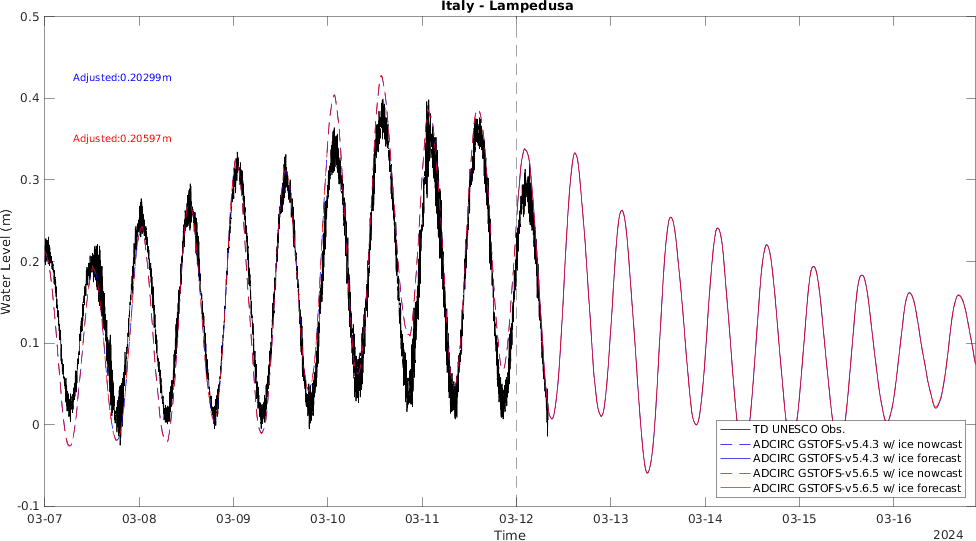 Italy - Lampedusa
0.5
0.4
0.3
0.2
0.1
0
-0.1
Water Level (m)
Adjusted:0.20299m
Adjusted:0.20597m
TD UNESCO Obs.
ADCIRC GSTOFS-v5.4.3 w/ ice nowcast
ADCIRC GSTOFS-v5.4.3 w/ ice forecast
ADCIRC GSTOFS-v5.6.5 w/ ice nowcast
ADCIRC GSTOFS-v5.6.5 w/ ice forecast
03-07 03-08 03-09 03-10 03-11 03-12 03-13 03-14 03-15 03-16
Time
2024